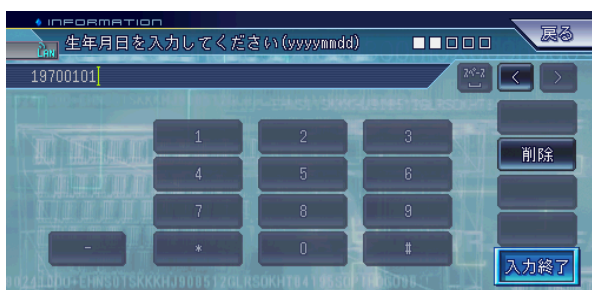 INFORMATION
戻る
LAN 生年月日を入力してください(yyyymmdd)
19700101
スペース
< >
1 2 3
削除
4 5 6
7 8 9
- * 0 #
入力終了